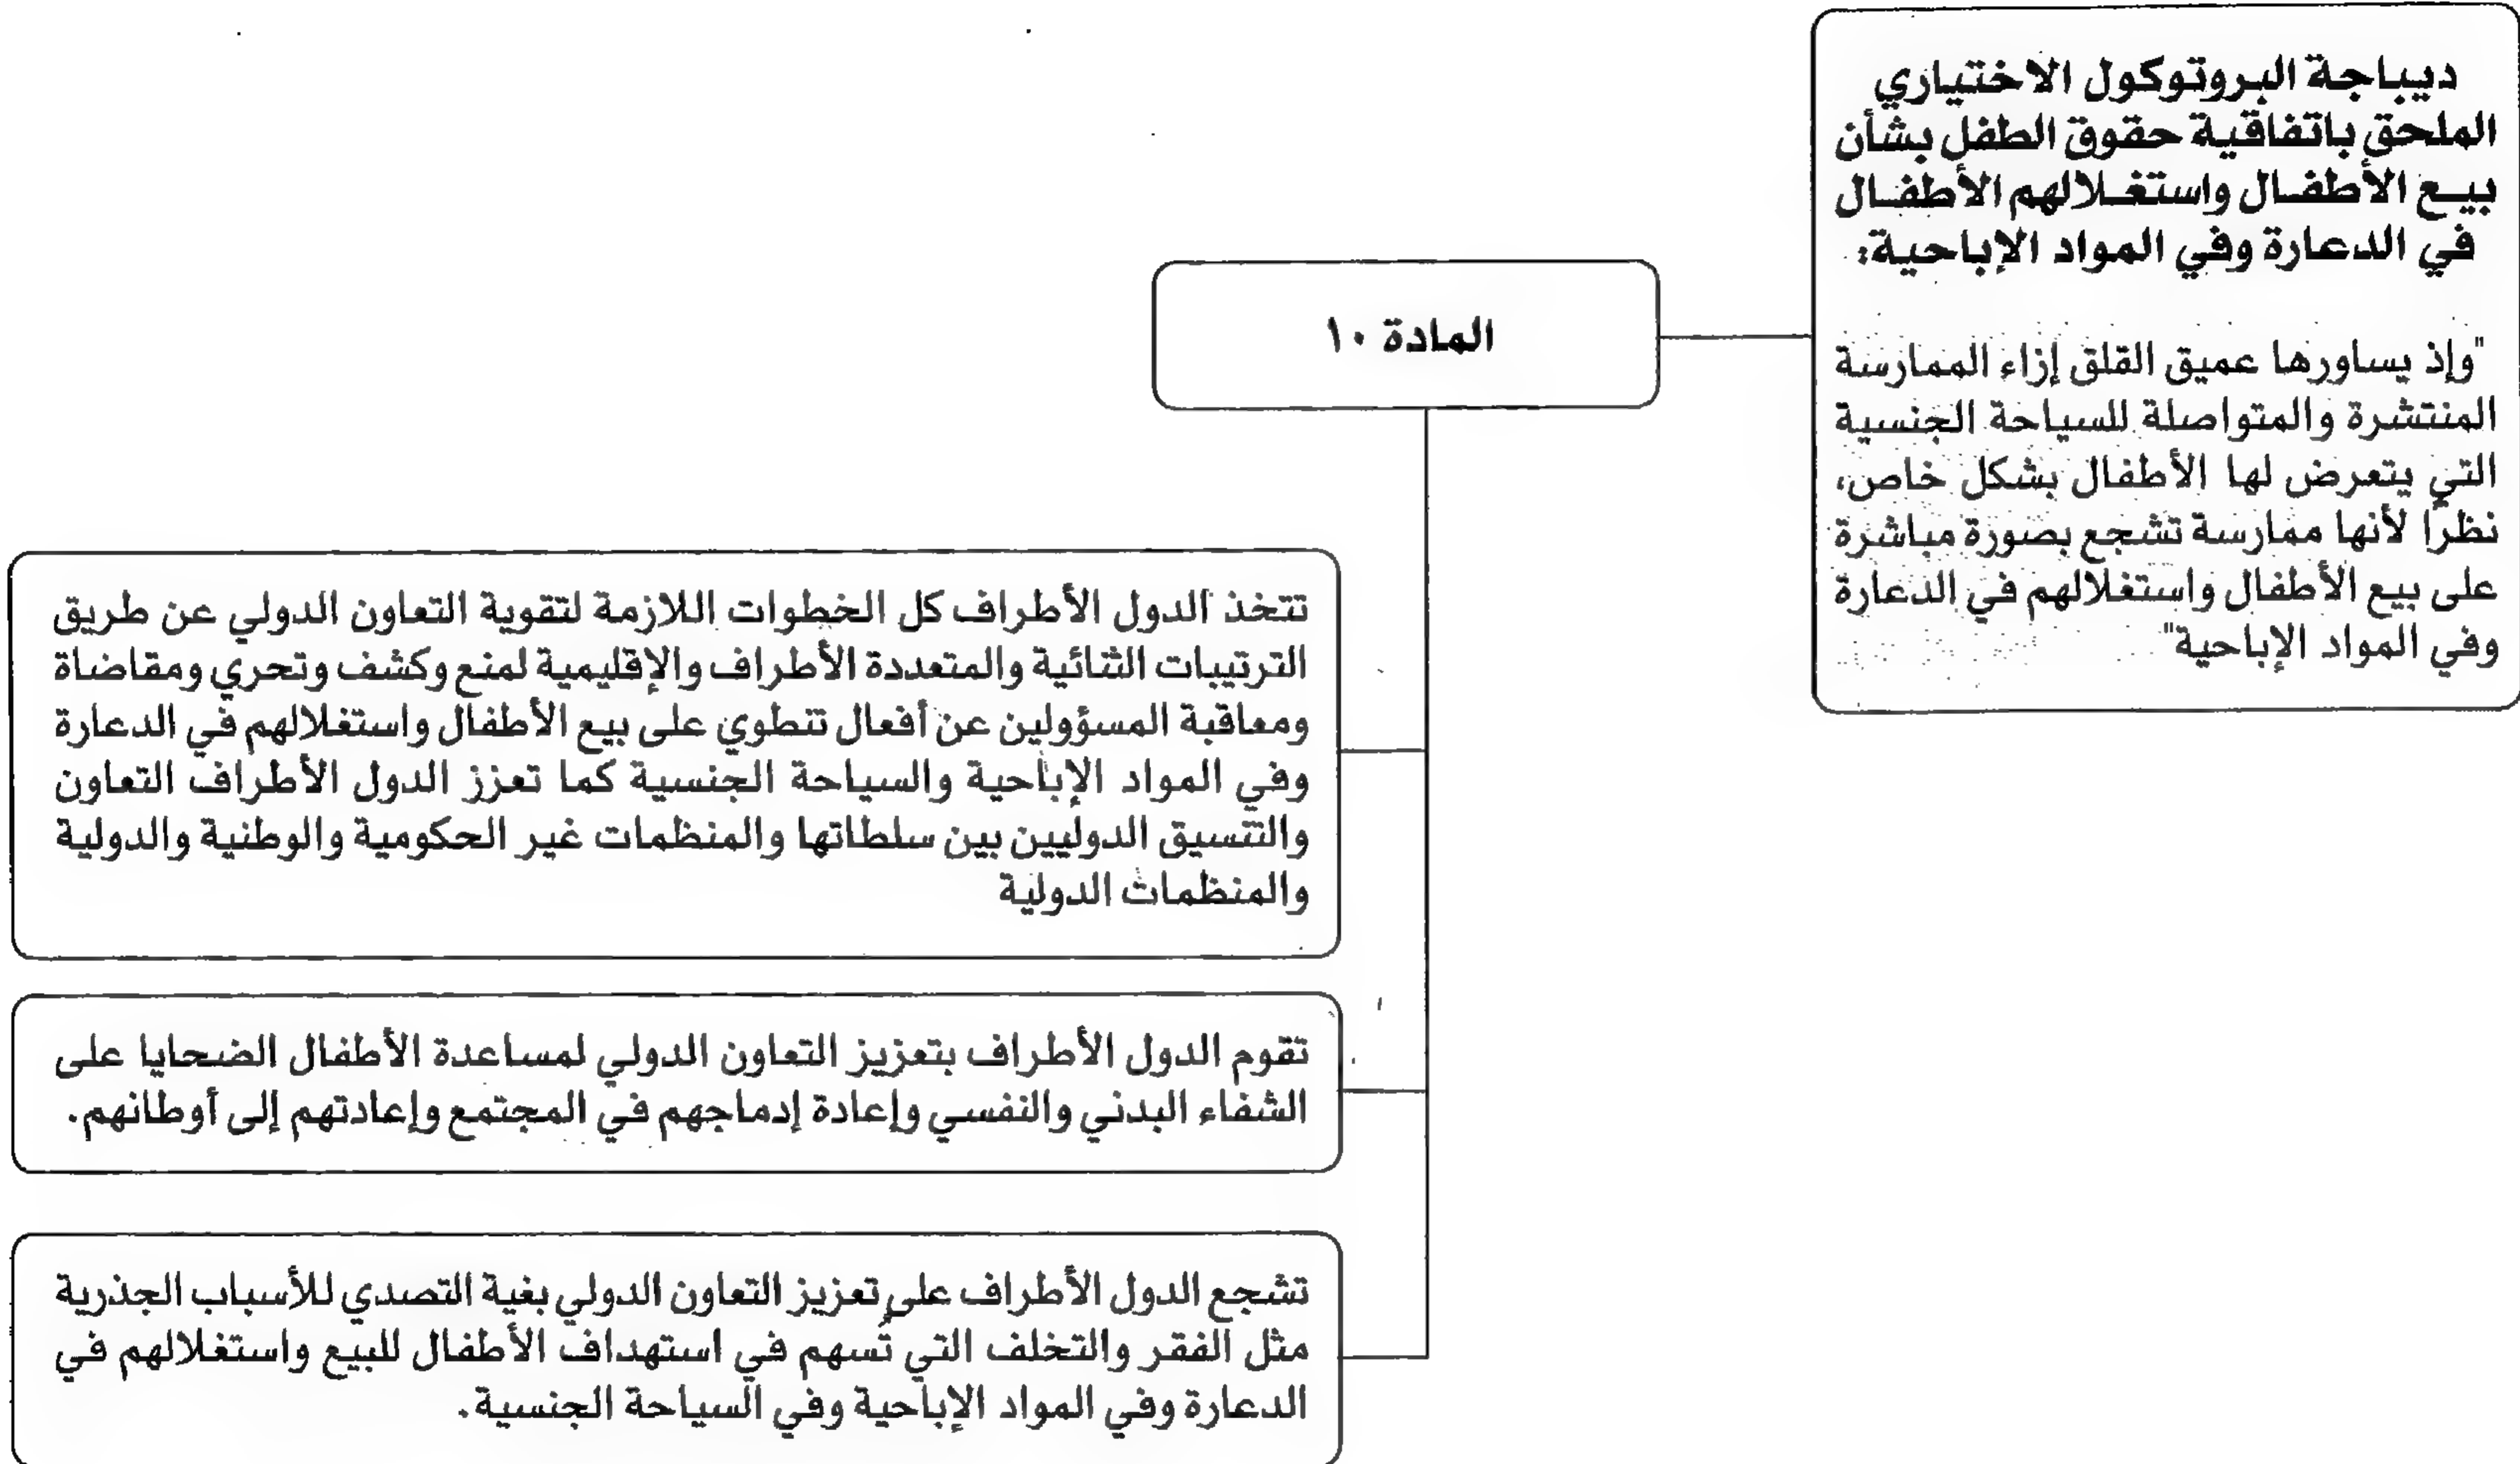 ديباجة البروتوكول الاختياري
الملحق باتفاقية حقوق الطفل بشأن
بيع الأطفال واستغلالهم الأطفال
في الدعارة وفي المواد الإباحية:
"وإذ يساورها عميق القلق إزاء الممارسة
المنتشرة والمتواصلة للسياحة الجنسية
التي يتعرض لها الأطفال بشكل خاص،
نظراً لأنها ممارسة تشجع بصورة مباشرة
على بيع الأطفال واستغلالهم في الدعارة
وفي المواد الإباحية"
المادة ١٠
تتخذ الدول الأطراف كل الخطوات اللازمة لتقوية التعاون الدولي عن طريق
الترتيبات الثنائية والمتعددة الأطراف والإقليمية لمنع وكشف وتحري ومقاضاة
ومعاقبة المسؤولين عن أفعال تنطوي على بيع الأطفال واستغلالهم في الدعارة
وفي المواد الإباحية والسياحة الجنسية كما تعزز الدول الأطراف التعاون
والتنسيق الدوليين بين سلطاتها والمنظمات غير الحكومية والوطنية والدولية
والمنظمات الدولية
تقوم الدول الأطراف بتعزيز التعاون الدولي لمساعدة الأطفال الضحايا على
الشفاء البدني والنفسي وإعادة إدماجهم في المجتمع وإعادتهم إلى أوطانهم.
تشجع الدول الأطراف على تعزيز التعاون الدولي بغية التصدي للأسباب الجذرية
مثل الفقر والتخلف التي تُسهم في استهداف الأطفال للبيع واستغلالهم في
الدعارة وفي المواد الإباحية وفي السياحة الجنسية.